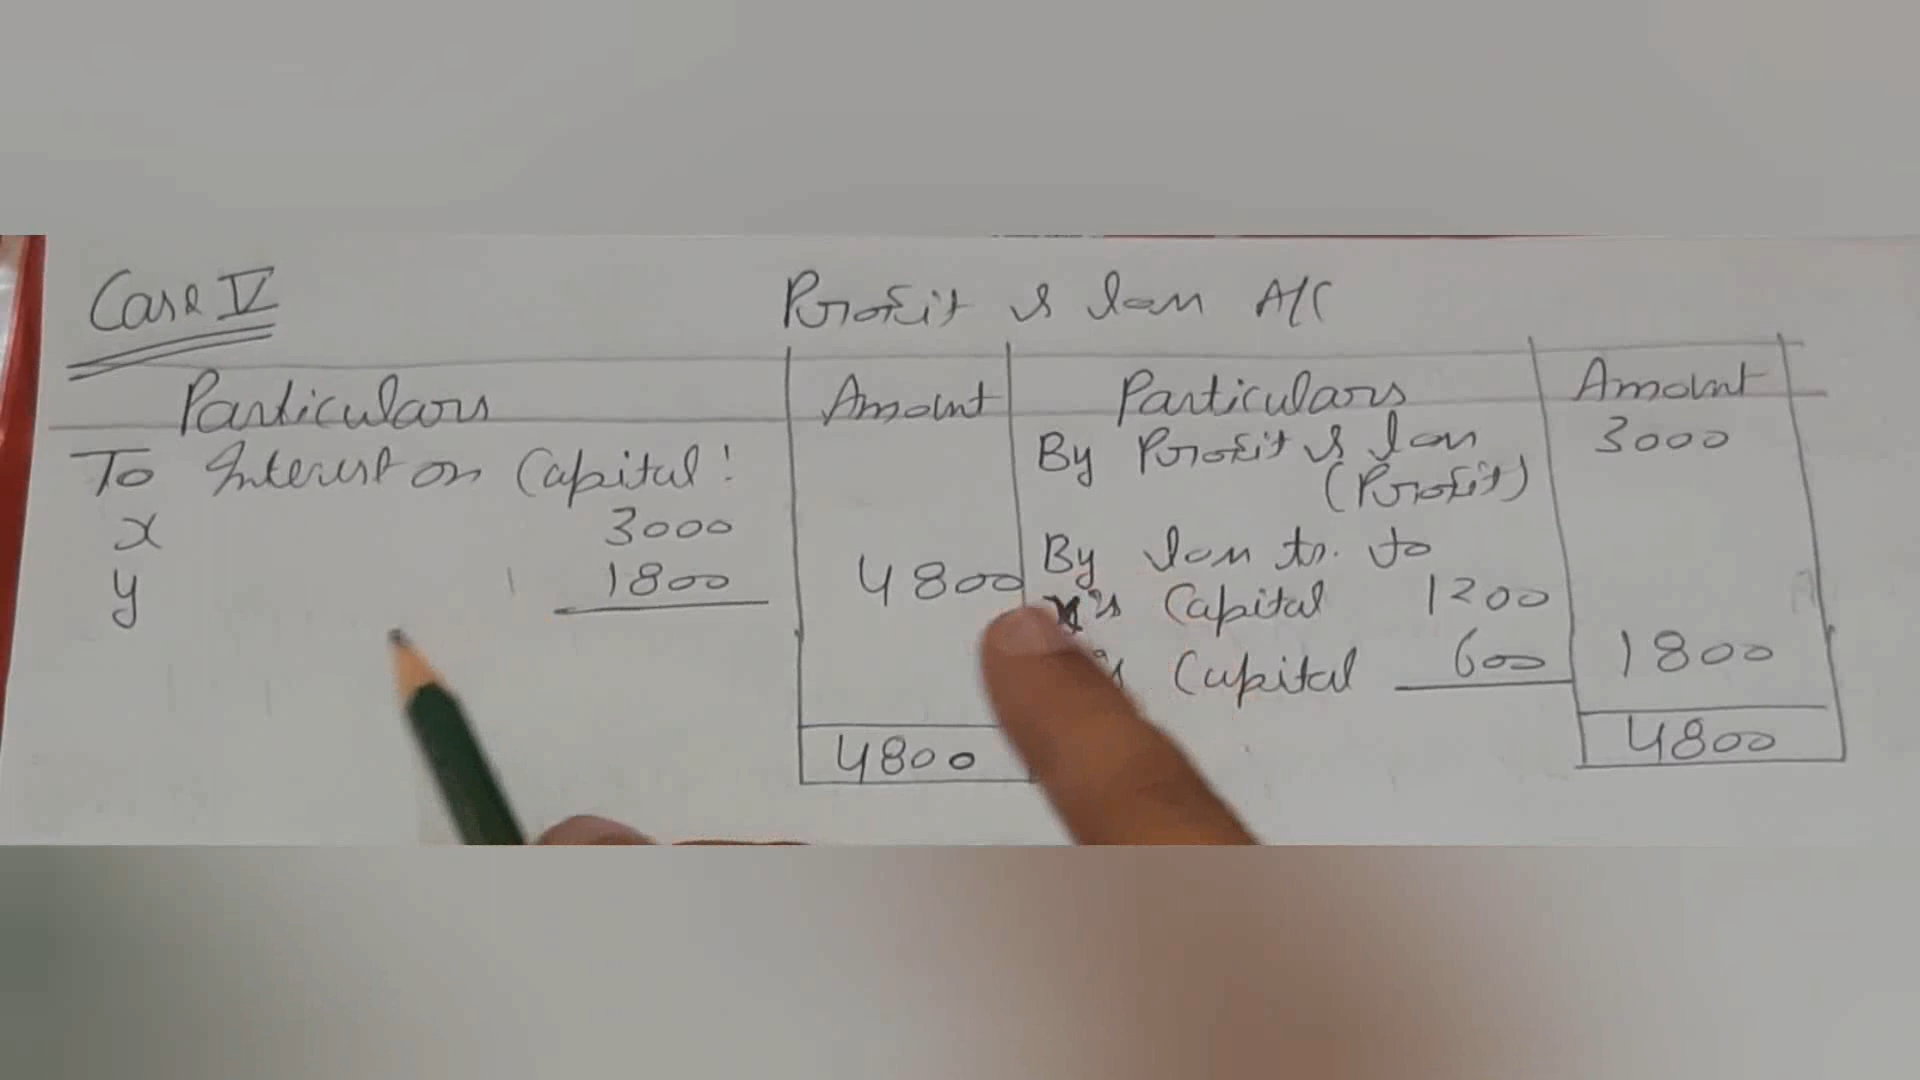 Case V
Profit & Loss A/C
Particulars Amount Particulars Amount
To Interest on Capital: By Profit & Loss 3000
(Profit)
x 3000
y 1800 4800 By Loss tr. to
x's Capital 1200
Capital 600 1800
4800 4800